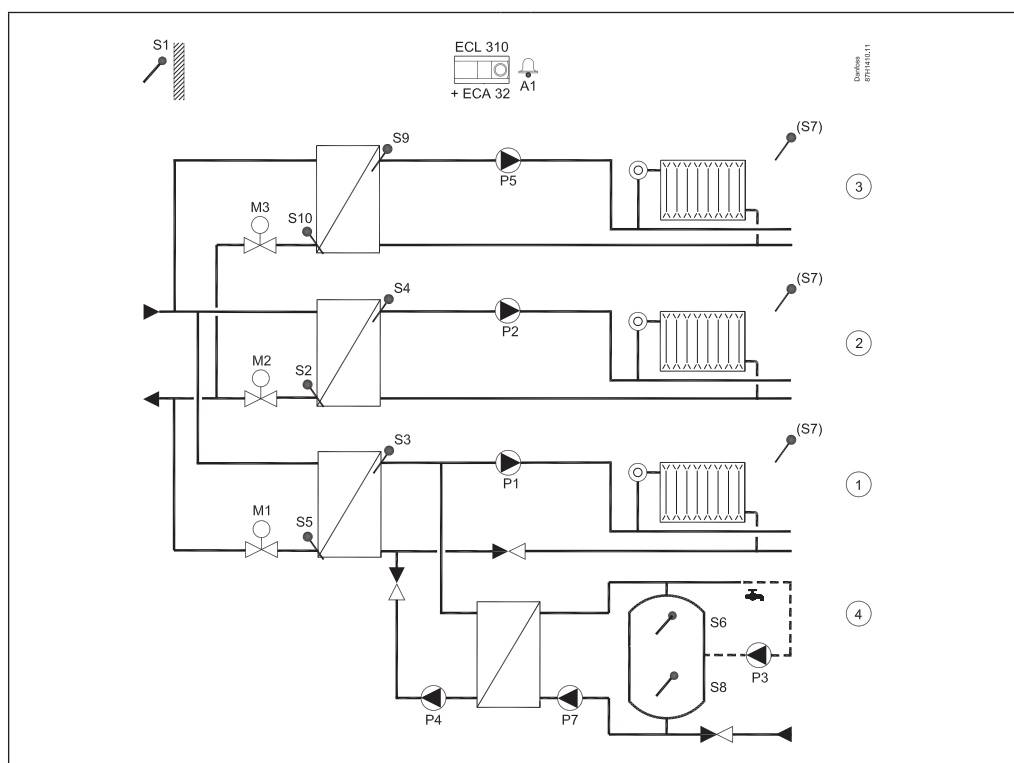 S1
ECL 310
A1
+ ECA 32
Danfoss
87H1410.11
S9
(S7)
P5
3
M3
S10
S4
(S7)
P2
2
M2
S2
S3
(S7)
P1
1
M1
S5
S6
4
P3
S8
P4
P7